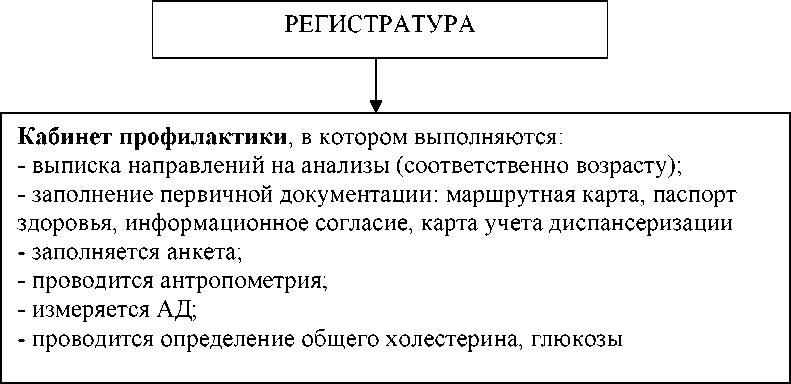 РЕГИСТРАТУРА
Кабинет профилактики, в котором выполняются:
- выписка направлений на анализы (соответственно возрасту);
- заполнение первичной документации: маршрутная карта, паспорт
здоровья, информационное согласие, карта учета диспансеризации
- заполняется анкета;
- проводится антропометрия;
- измеряется АД;
- проводится определение общего холестерина, глюкозы